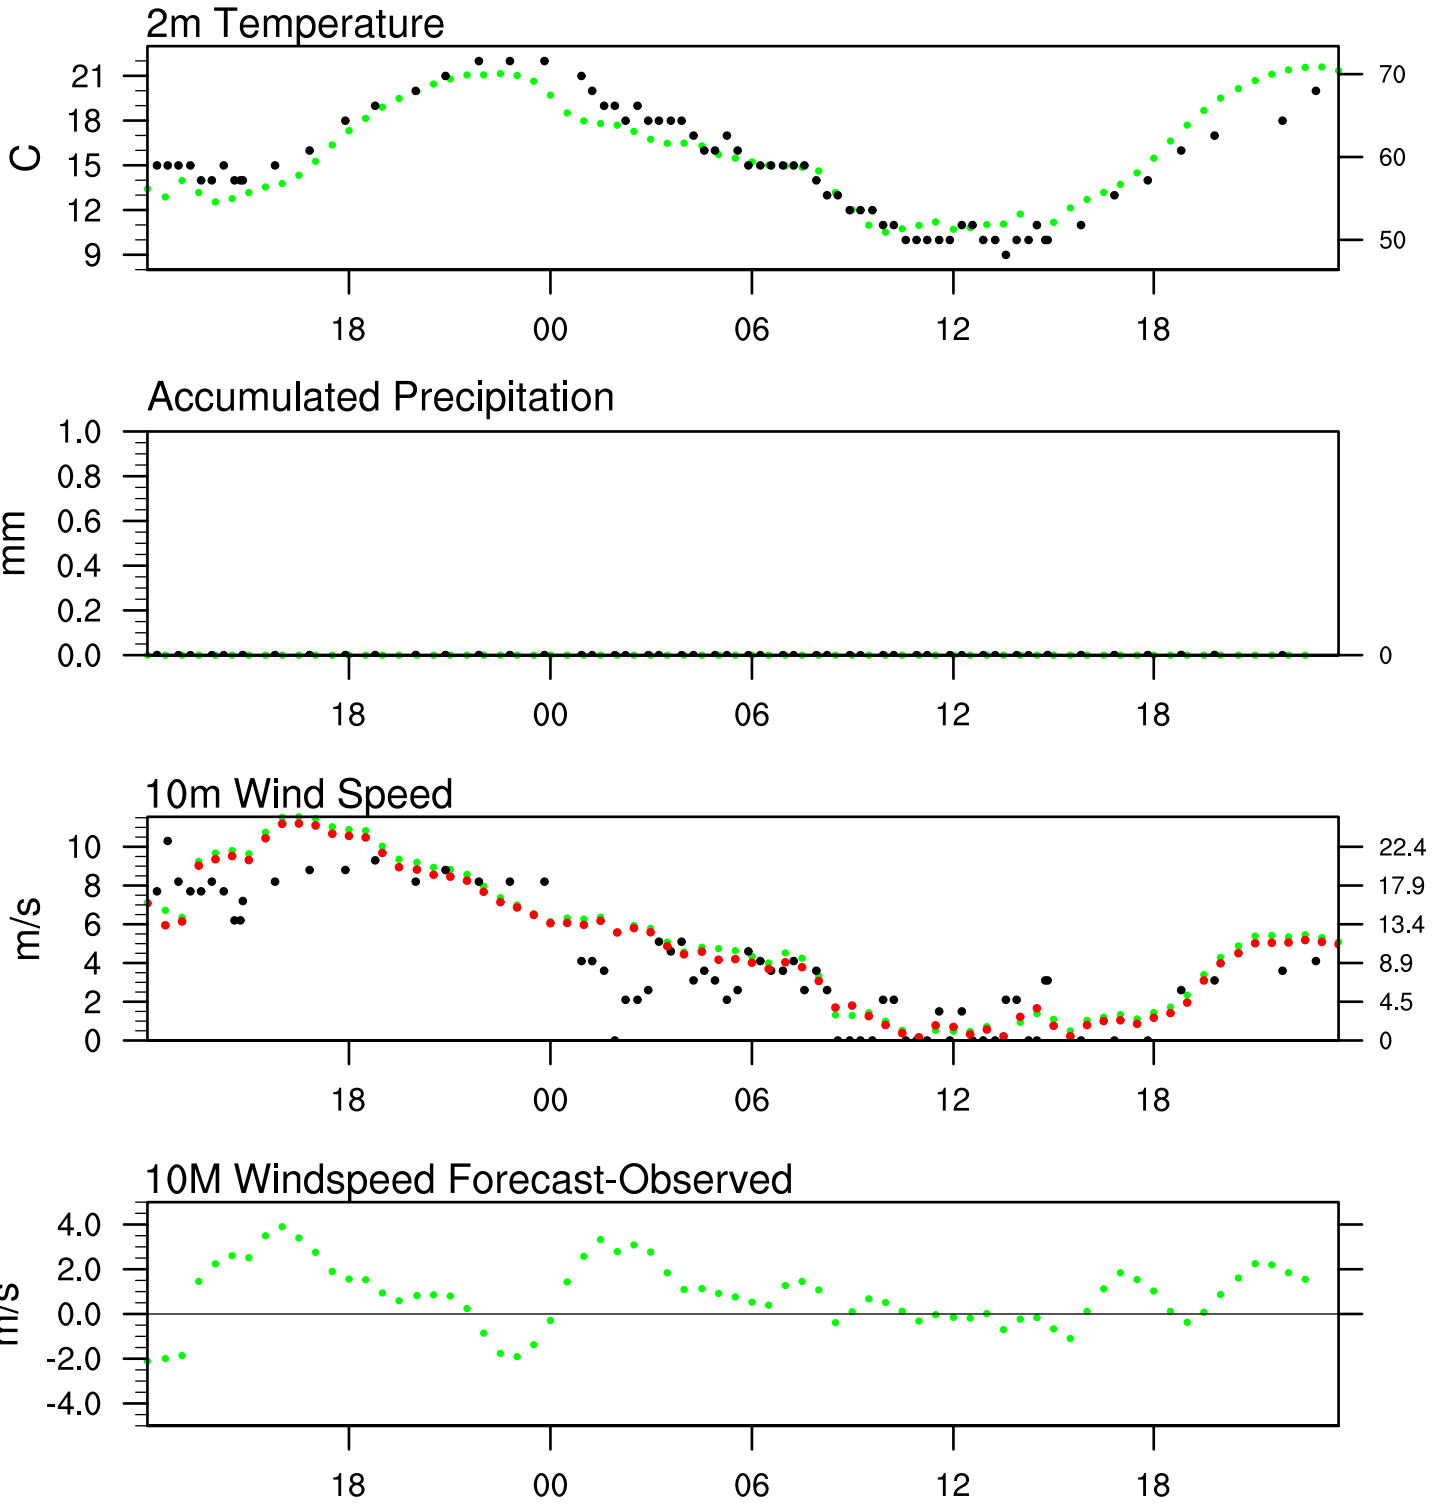 2m Temperature
21
18
15
12
9
C
70
60
50
18 00 06 12 18
Accumulated Precipitation
1.0
0.8
0.6
0.4
0.2
0.0
mm
0
18 00 06 12 18
10m Wind Speed
10
8
6
4
2
0
m/s
22.4
17.9
13.4
8.9
4.5
0
18 00 06 12 18
10M Windspeed Forecast-Observed
4.0
2.0
0.0
-2.0
-4.0
m/s
18 00 06 12 18